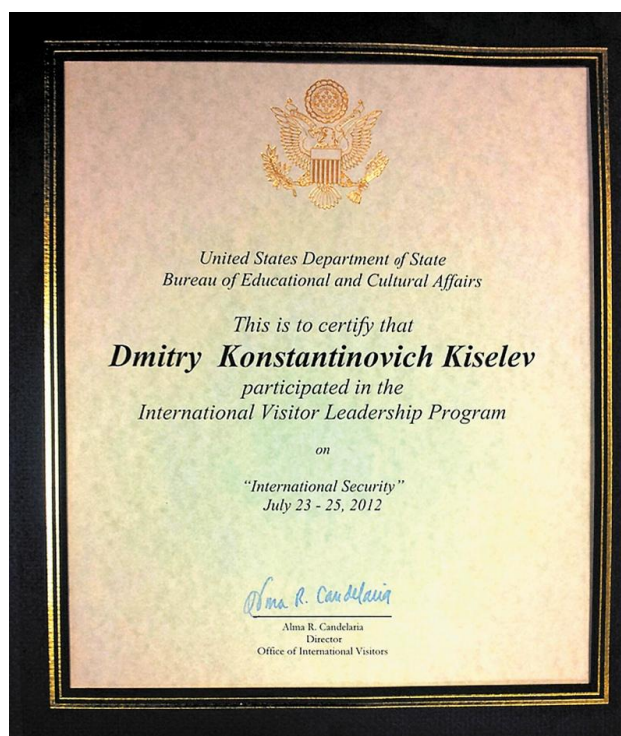 United States Department of State
Bureau of Educational and Cultural Affairs
This is to certify that
Dmitry Konstantinovich Kiselev
participated in the
International Visitor Leadership Program
on
“International Security”
July 23 - 25, 2012
Alma R. Candelaria
Alma R. Candelaria
Director
Office of International Visitors